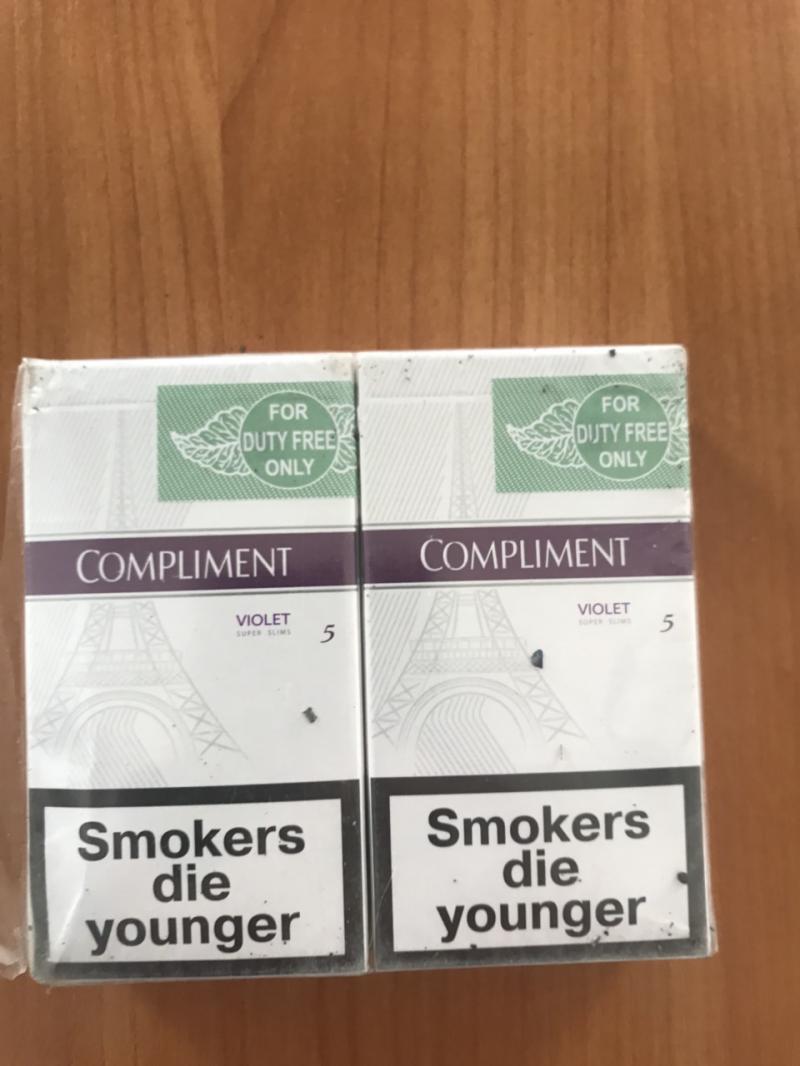 FOR
DUTY FREE
ONLY
COMPLIMENT
VIOLET
SUPER SLIMS
5
Smokers
die
younger
FOR
DUTY FREE
ONLY
COMPLIMENT
VIOLET
SUPER SLIMS
5
Smokers
die
younger